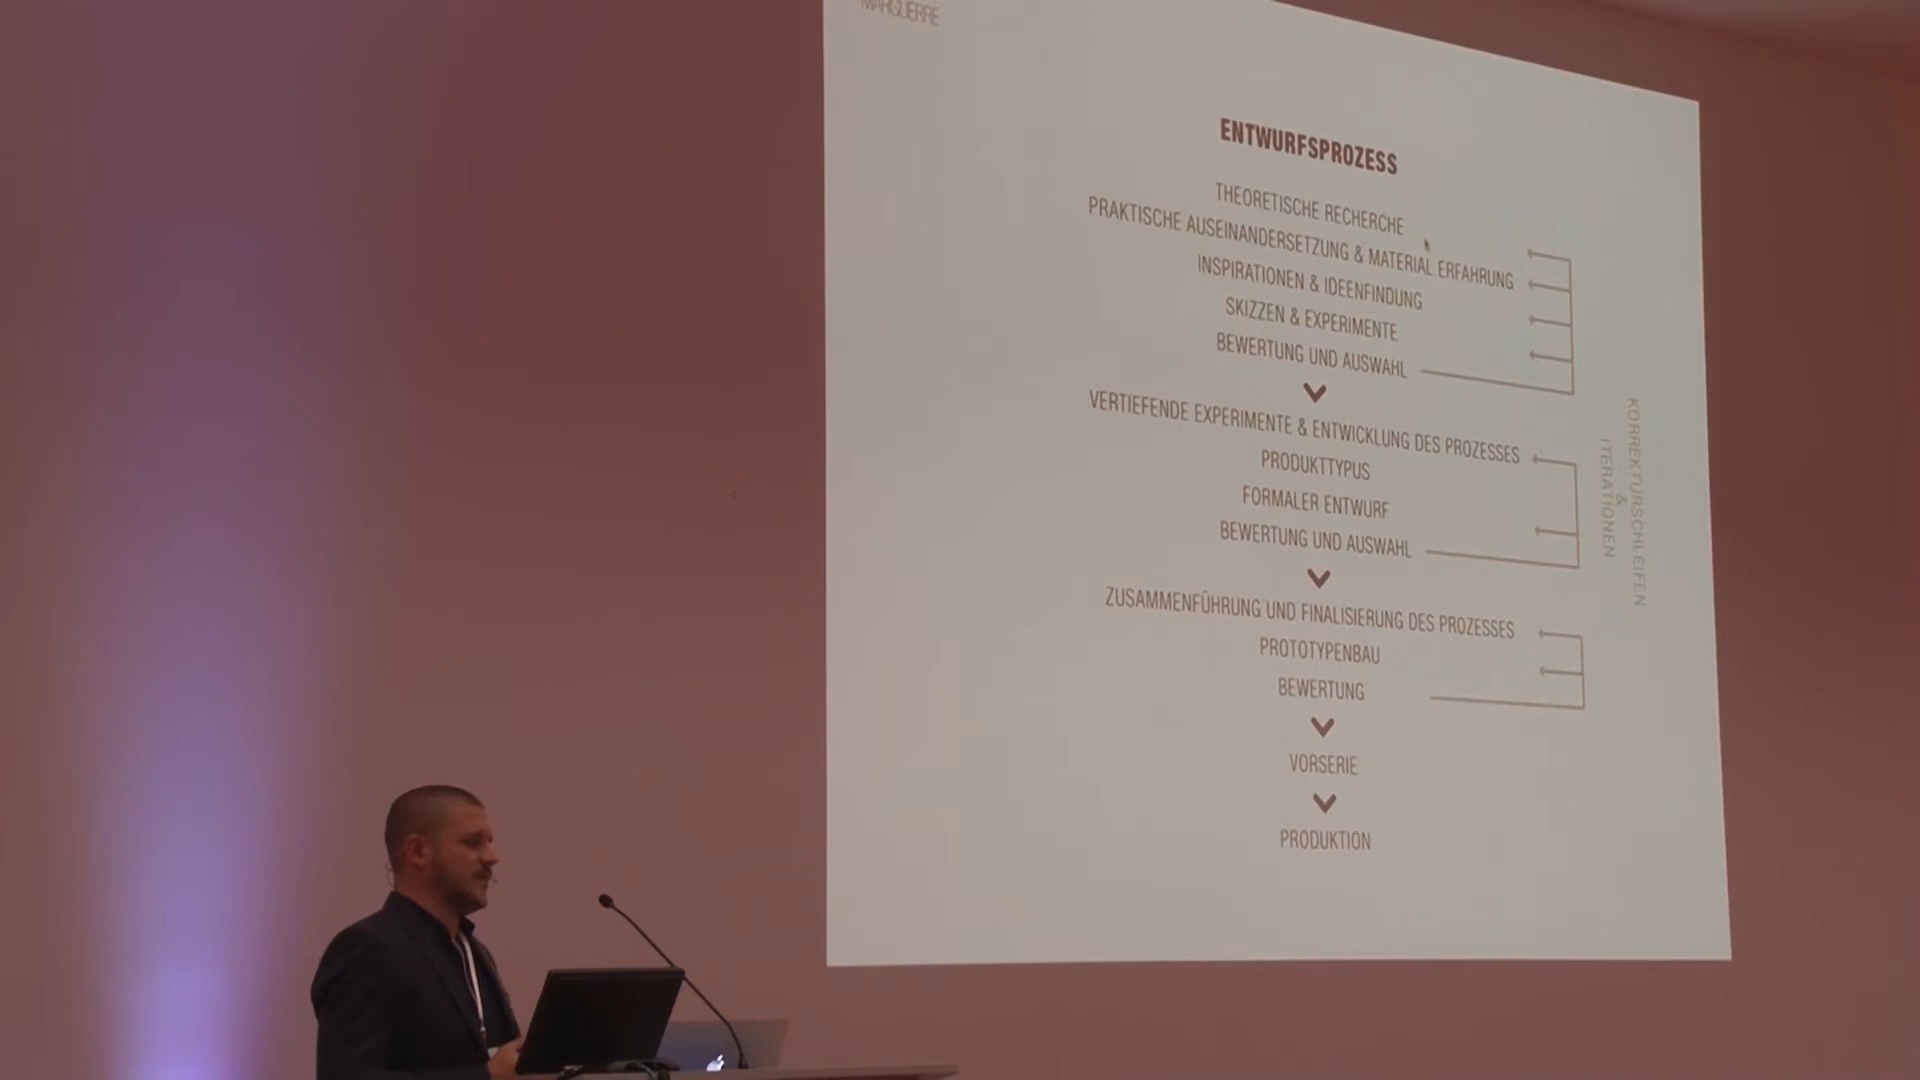 MARGUERRE
ENTWURFSPROZESS
THEORETISCHE RECHERCHE
PRAKTISCHE AUSEINANDERSETZUNG & MATERIAL ERFAHRUNG
INSPIRATIONEN & IDEENFINDUNG
SKIZZEN & EXPERIMENTE
BEWERTUNG UND AUSWAHL
VERTIEFENDE EXPERIMENTE & ENTWICKLUNG DES PROZESSES
PRODUKTTYPUS
FORMALER ENTWURF
BEWERTUNG UND AUSWAHL
ZUSAMMENFÜHRUNG UND FINALISIERUNG DES PROZESSES
PROTOTYPENBAU
BEWERTUNG
VORSERIE
PRODUKTION
KORREKTURSCHLEIFEN
&
ITERATIONEN